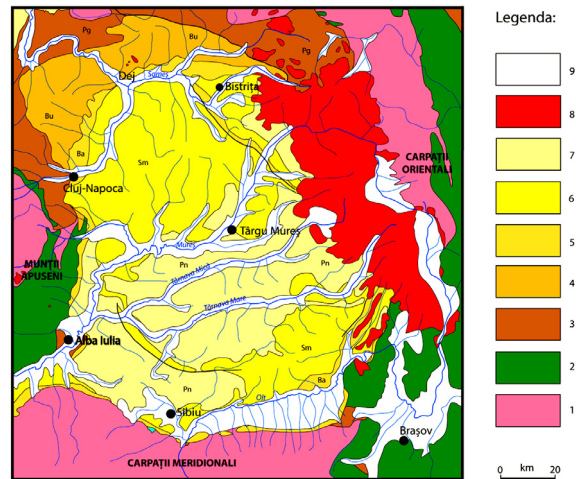 Legenda:
Pg
Bu
Pg
Dej
Someș
Bistrița
Bu
Ba
Sm
Cluj-Napoca
CARPAȚII
ORIENTALI
Târgu Mureș
Mureș
MUNȚII
APUSENI
Pn
Pn
Târnava Mică
Târnava Mare
Alba Iulia
Sm
Pn
Ba
Olt
Sibiu
Brașov
CARPAȚII MERIDIONALI
9
8
7
6
5
4
3
2
1
km
0 20